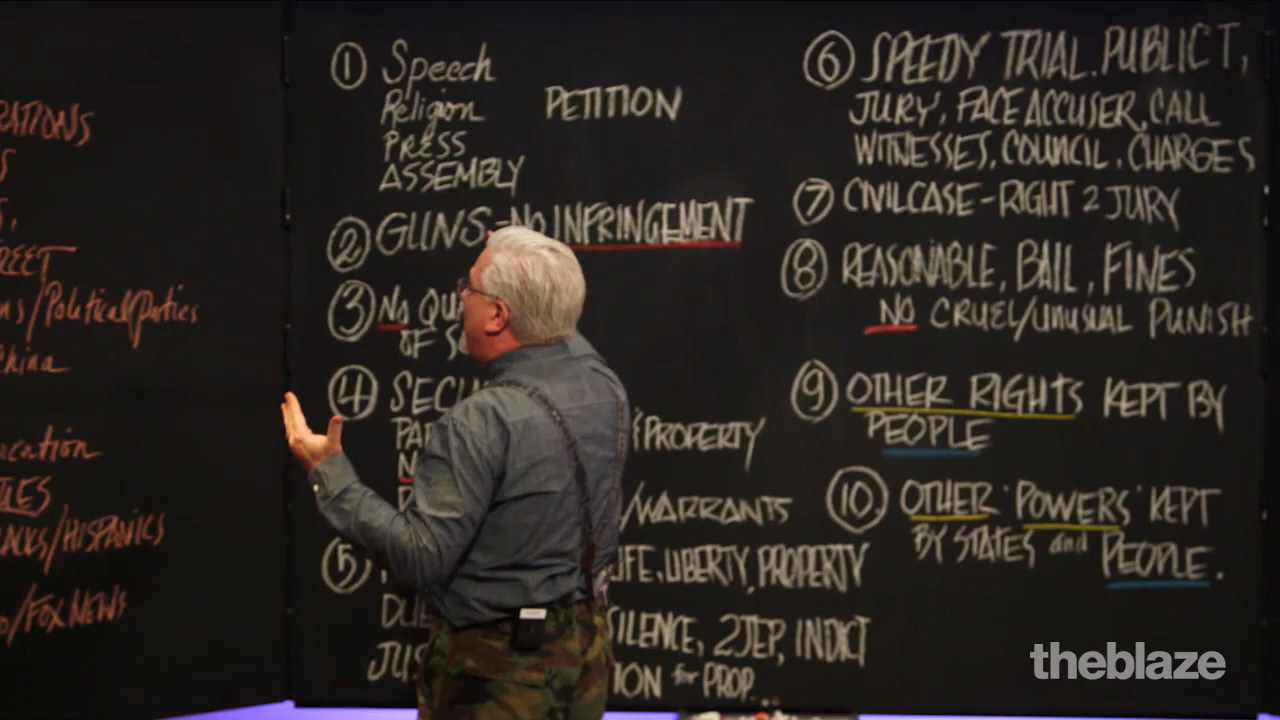 RATIONS
S
REET
ns/Political parties
China
ucation
LES
ACKS/HISPANICS
O/FOX NEWS
① Speech
Religion
PRESS
ASSEMBLY
PETITION
② GUNS - NO INFRINGEMENT
③ No QUA
OF S
④ SECU
PA
& PROPERTY
N
/WARRANTS
⑤
IFE, LIBERTY, PROPERTY
DUE
SILENCE, 2JEP, INDICT
JUS
ION for PROP.
⑥ SPEEDY TRIAL. PUBLIC T,
JURY, FACE ACCUSER, CALL
WITNESSES, COUNCIL, CHARGES
⑦ CIVIL CASE - RIGHT 2 JURY
⑧ REASONABLE, BAIL, FINES
NO CRUEL/UNUSUAL PUNISH
⑨ OTHER RIGHTS KEPT BY
PEOPLE
⑩ OTHER 'POWERS' KEPT
BY STATES and PEOPLE.
theblaze